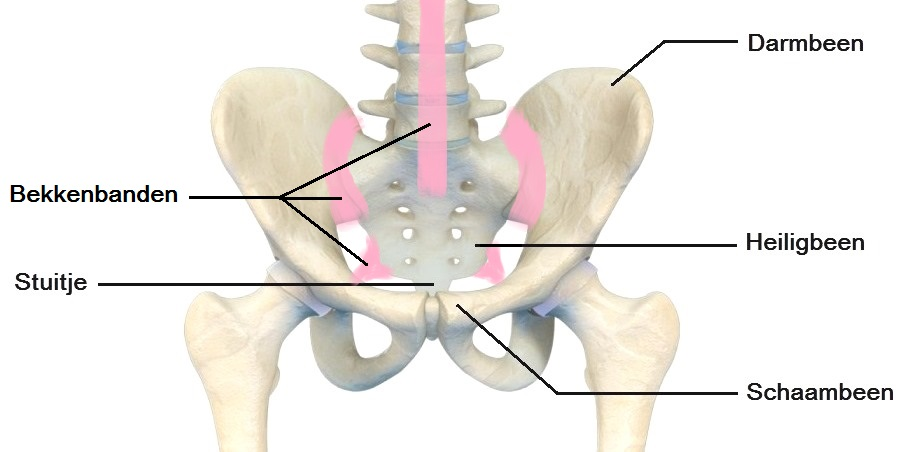 Darmbeen
Bekkenbanden
Heiligbeen
Stuitje
Schaambeen